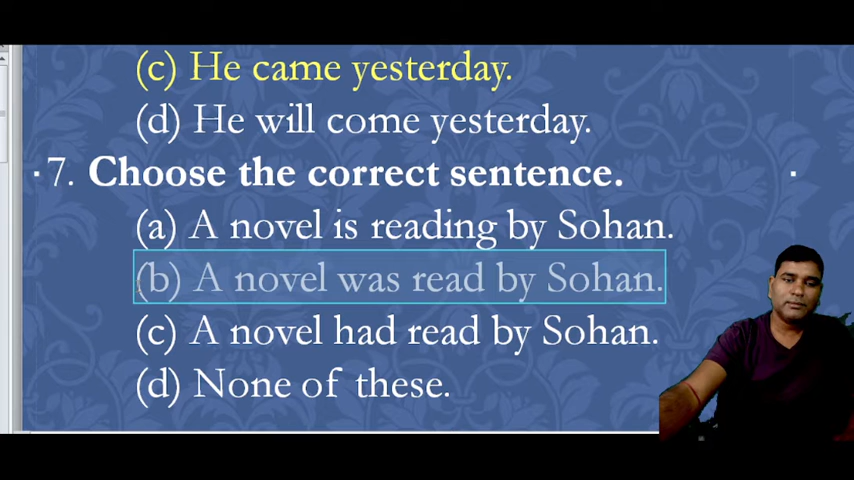 (c) He came yesterday.
(d) He will come yesterday.
7. Choose the correct sentence.
(a) A novel is reading by Sohan.
(b) A novel was read by Sohan.
(c) A novel had read by Sohan.
(d) None of these.